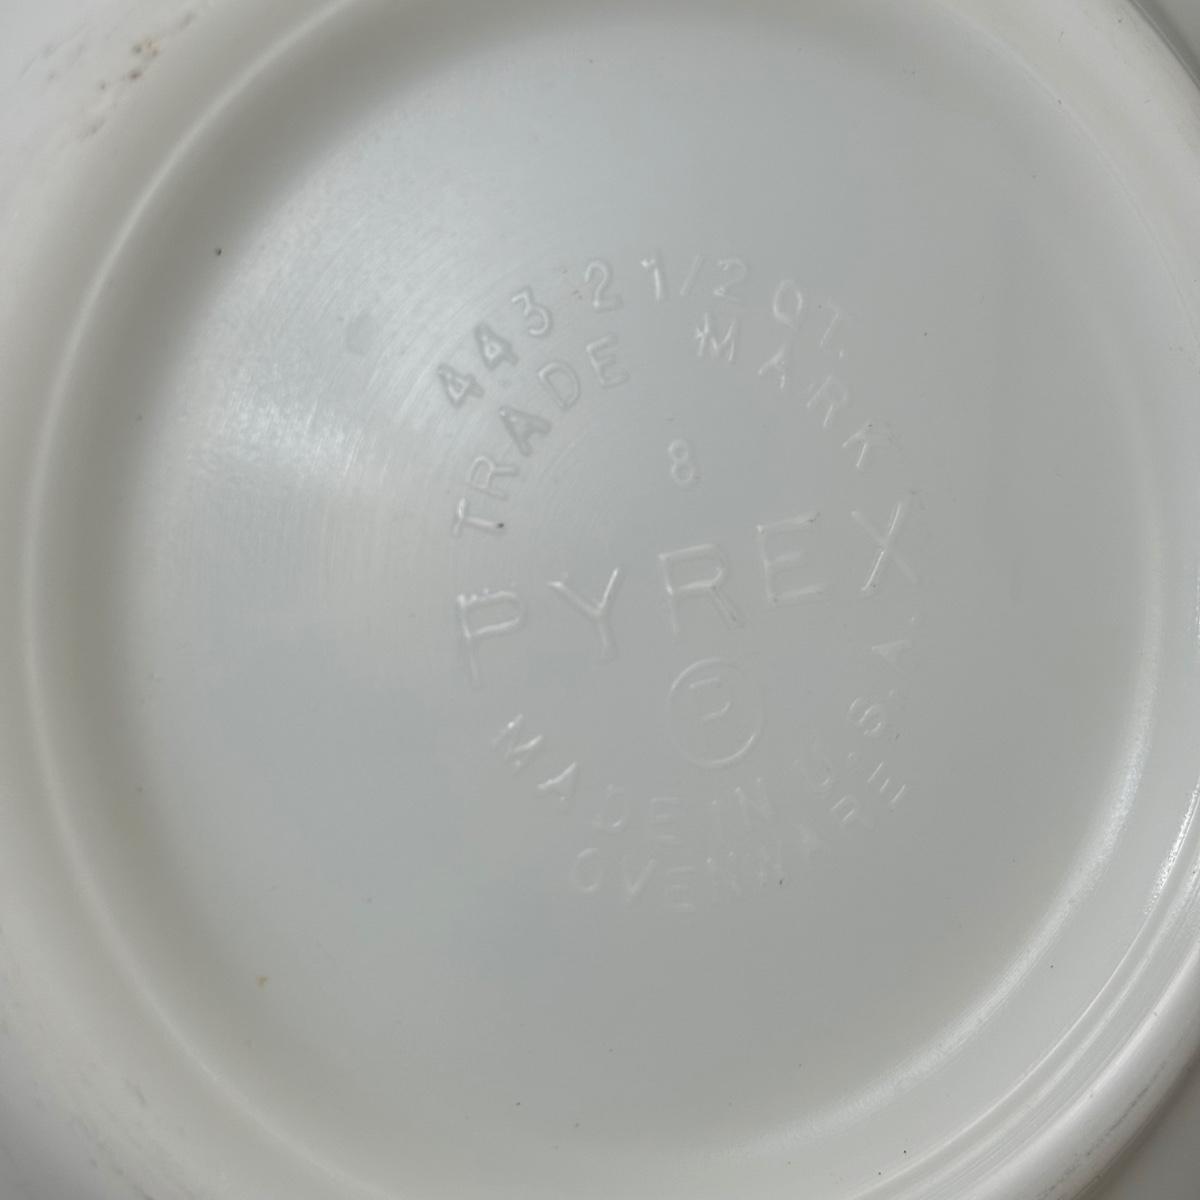 443 2 1/2 QT.
TRADE MARK
8
PYREX
P
MADE IN U.S.A.
OVENWARE